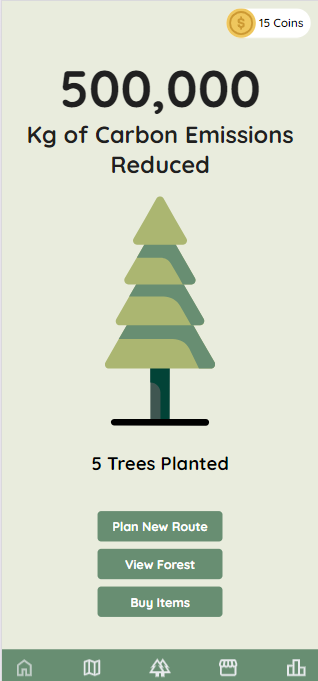 15 Coins
500,000
Kg of Carbon Emissions
Reduced
5 Trees Planted
Plan New Route
View Forest
Buy Items